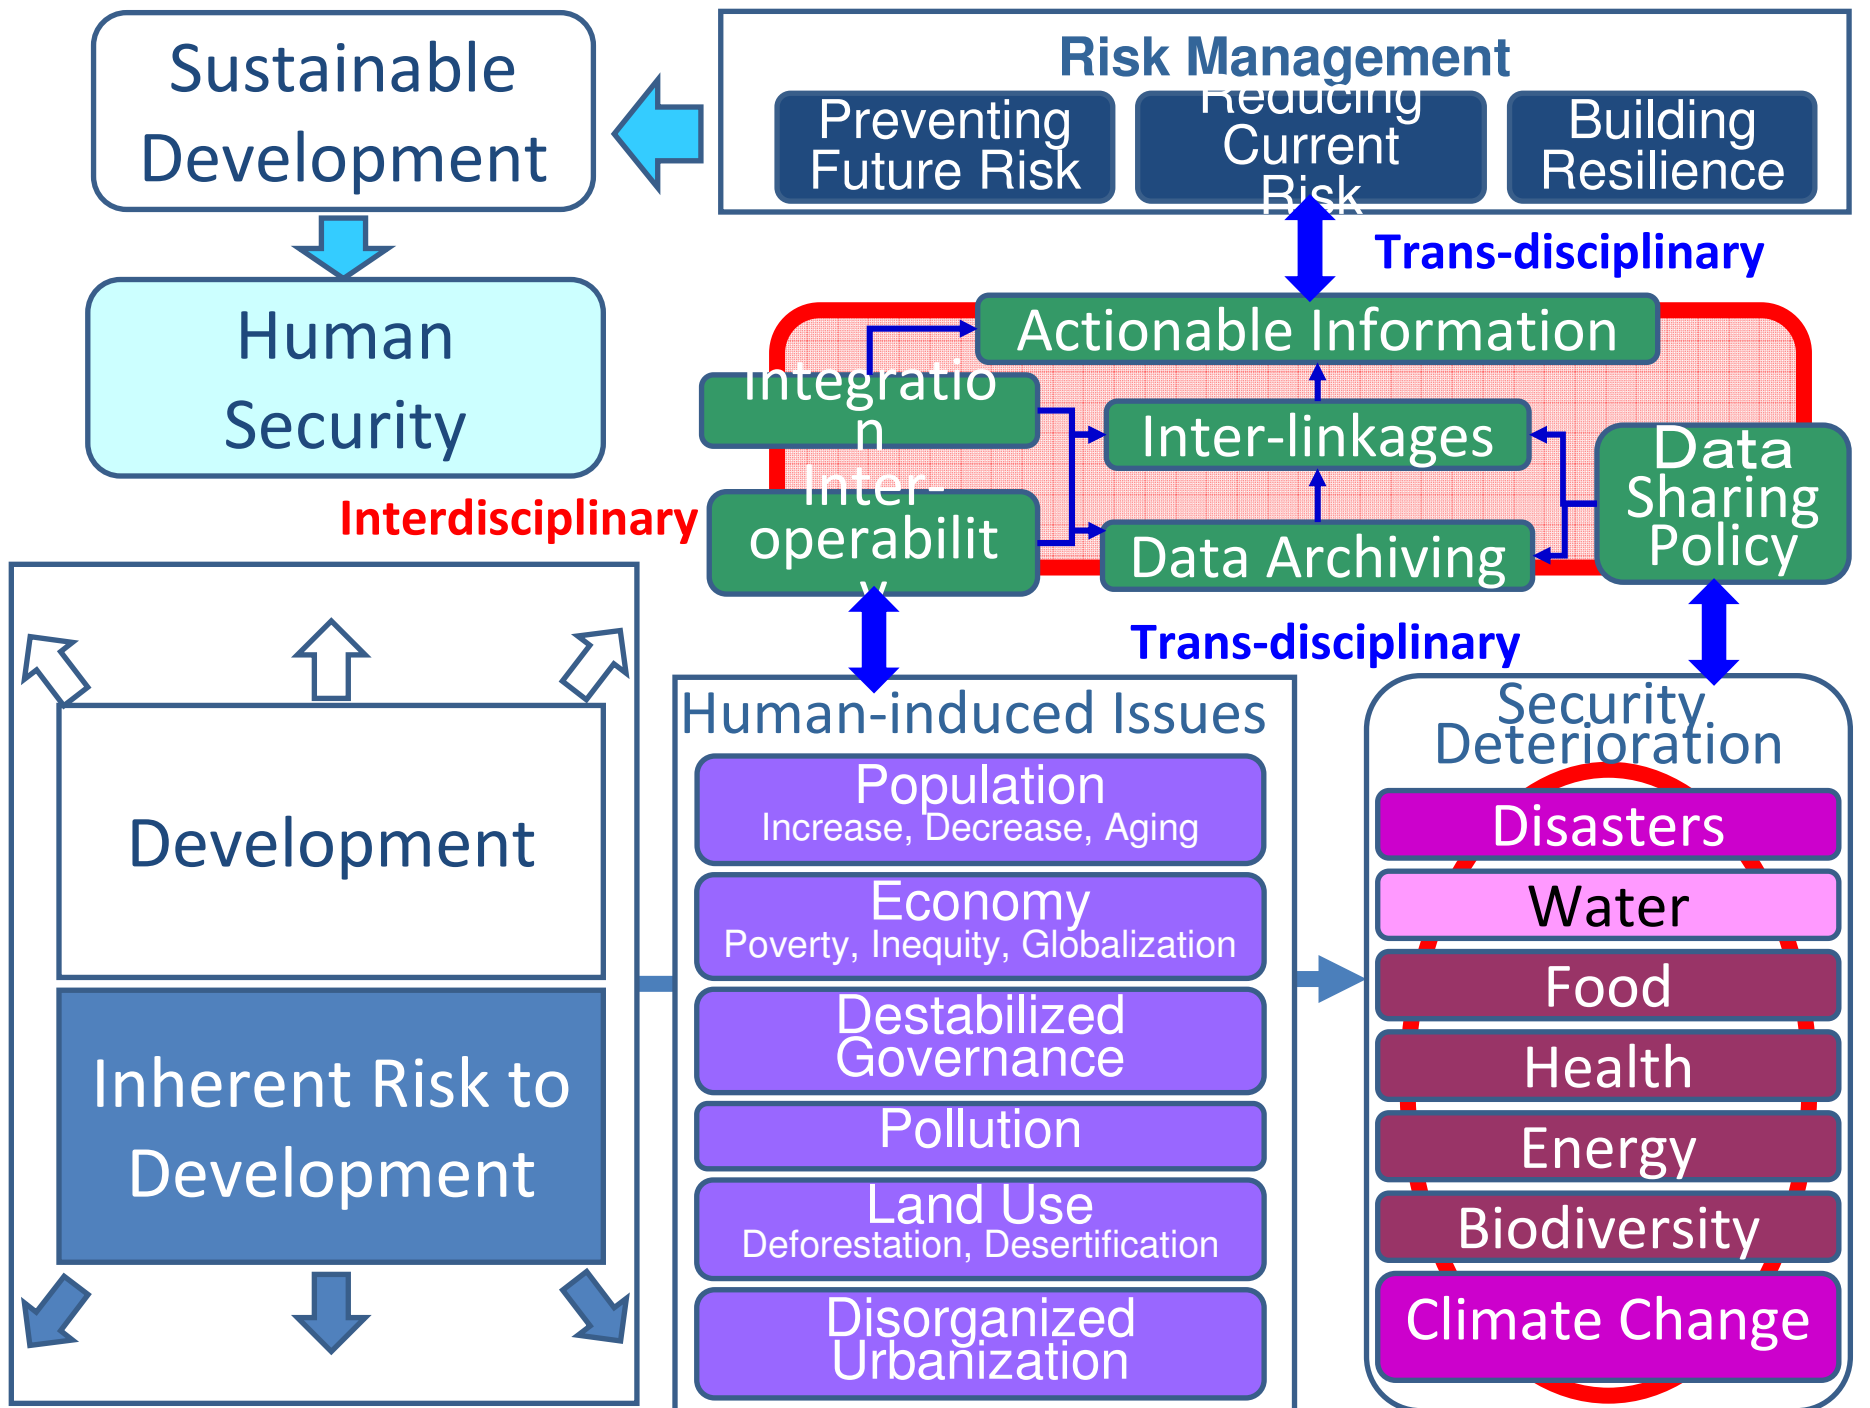 Sustainable
Development
Risk Management
Preventing
Future Risk
Reducing
Current
Risk
Building
Resilience
Trans-disciplinary
Human
Security
Actionable Information
Integratio
n
Inter-linkages
Data
Sharing
Policy
Interdisciplinary
Inter-
operabilit
y
Data Archiving
Trans-disciplinary
Development
Inherent Risk to
Development
Human-induced Issues
Population
Increase, Decrease, Aging
Economy
Poverty, Inequity, Globalization
Destabilized
Governance
Pollution
Land Use
Deforestation, Desertification
Disorganized
Urbanization
Security
Deterioration
Disasters
Water
Food
Health
Energy
Biodiversity
Climate Change